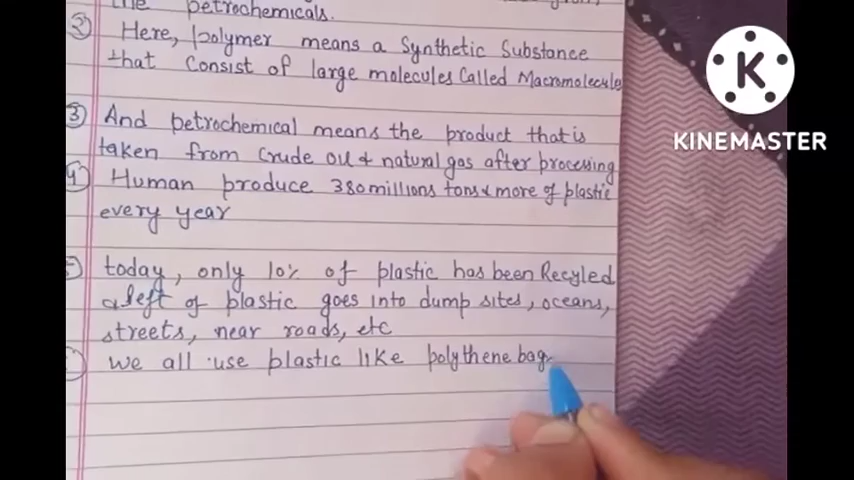 the petrochemicals.
② Here, polymer means a Synthetic Substance
that Consist of large molecules Called Macromolecules
③ And petrochemical means the product that is
taken from Crude Oil & natural gas after processing
④ Human produce 380 millions tons & more of plastic
every year
today, only 10% of plastic has been Recyled
& left of plastic goes into dump sites, oceans,
streets, near roads, etc
we all use plastic like polythene bag
K
KINEMASTER